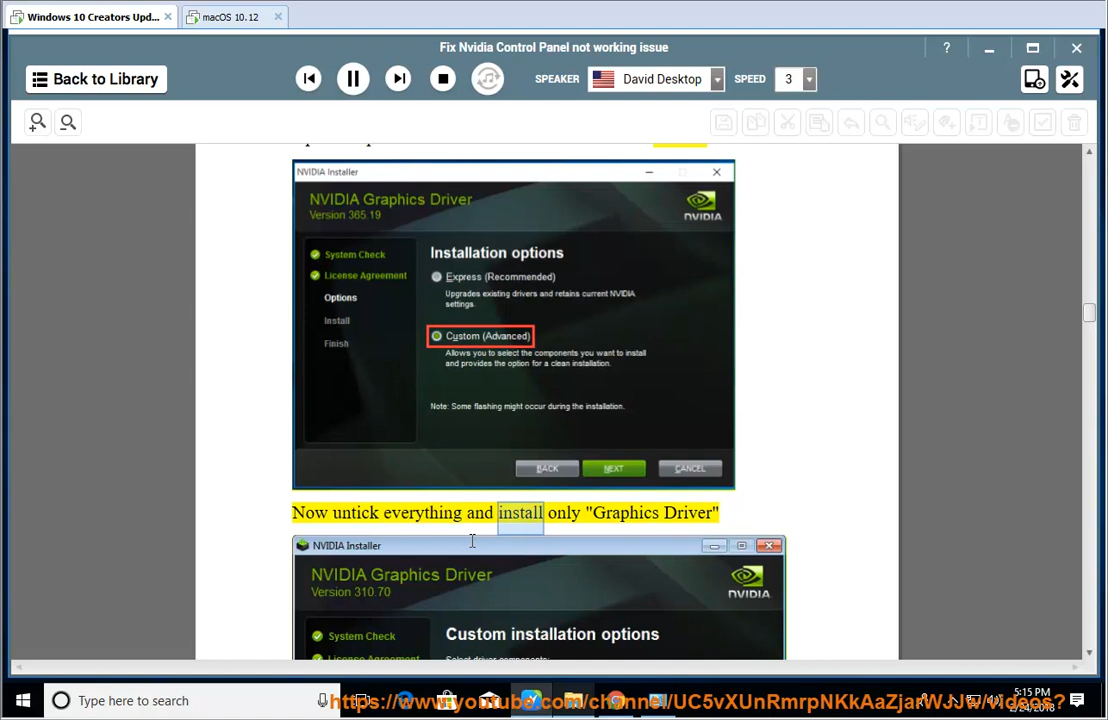 Windows 10 Creators Upd...
macOS 10.12
Fix Nvidia Control Panel not working issue
?
Back to Library
SPEAKER
David Desktop
SPEED
3
NVIDIA Installer
NVIDIA Graphics Driver
Version 365.19
NVIDIA
System Check
License Agreement
Options
Install
Finish
Installation options
Express (Recommended)
Upgrades existing drivers and retains current NVIDIA
settings.
Custom (Advanced)
Allows you to select the components you want to install
and provides the option for a clean installation.
Note: Some flashing might occur during the installation.
BACK
NEXT
CANCEL
Now untick everything and install only "Graphics Driver"
NVIDIA Installer
NVIDIA Graphics Driver
Version 310.70
NVIDIA
System Check
License Agreement
Custom installation options
Select driver components:
Type here to search
https://www.youtube.com/channel/UC5vXUnRmrpNKkAaZjarWJUw/videos?
5:15 PM